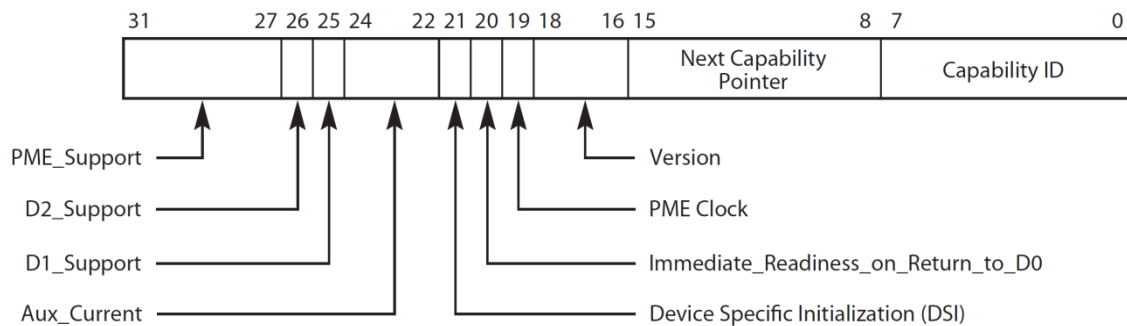 31 27 26 25 24 22 21 20 19 18 16 15 8 7 0
Next Capability
Pointer
Capability ID
PME_Support
Version
D2_Support
PME Clock
D1_Support
Immediate_Readiness_on_Return_to_D0
Aux_Current
Device Specific Initialization (DSI)